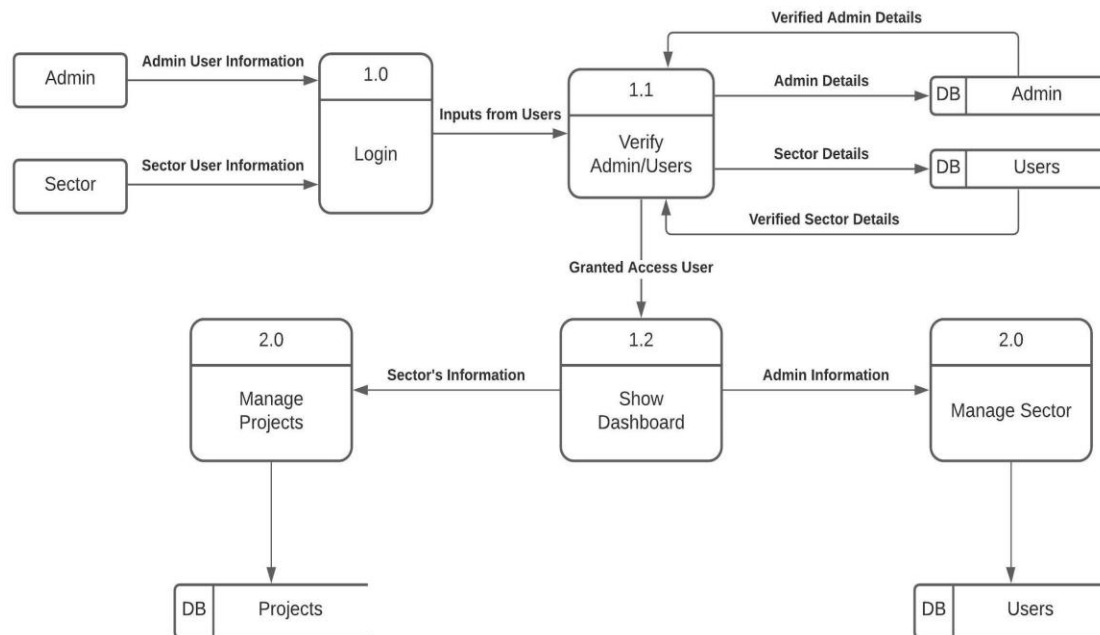 Verified Admin Details
Admin
Admin User Information
1.0
Login
1.1
Verify
Admin/Users
Inputs from Users
Admin Details
DB
Admin
Sector
Sector User Information
Sector Details
DB
Users
Verified Sector Details
Granted Access User
2.0
Manage
Projects
Sector's Information
1.2
Show
Dashboard
Admin Information
2.0
Manage Sector
DB
Projects
DB
Users